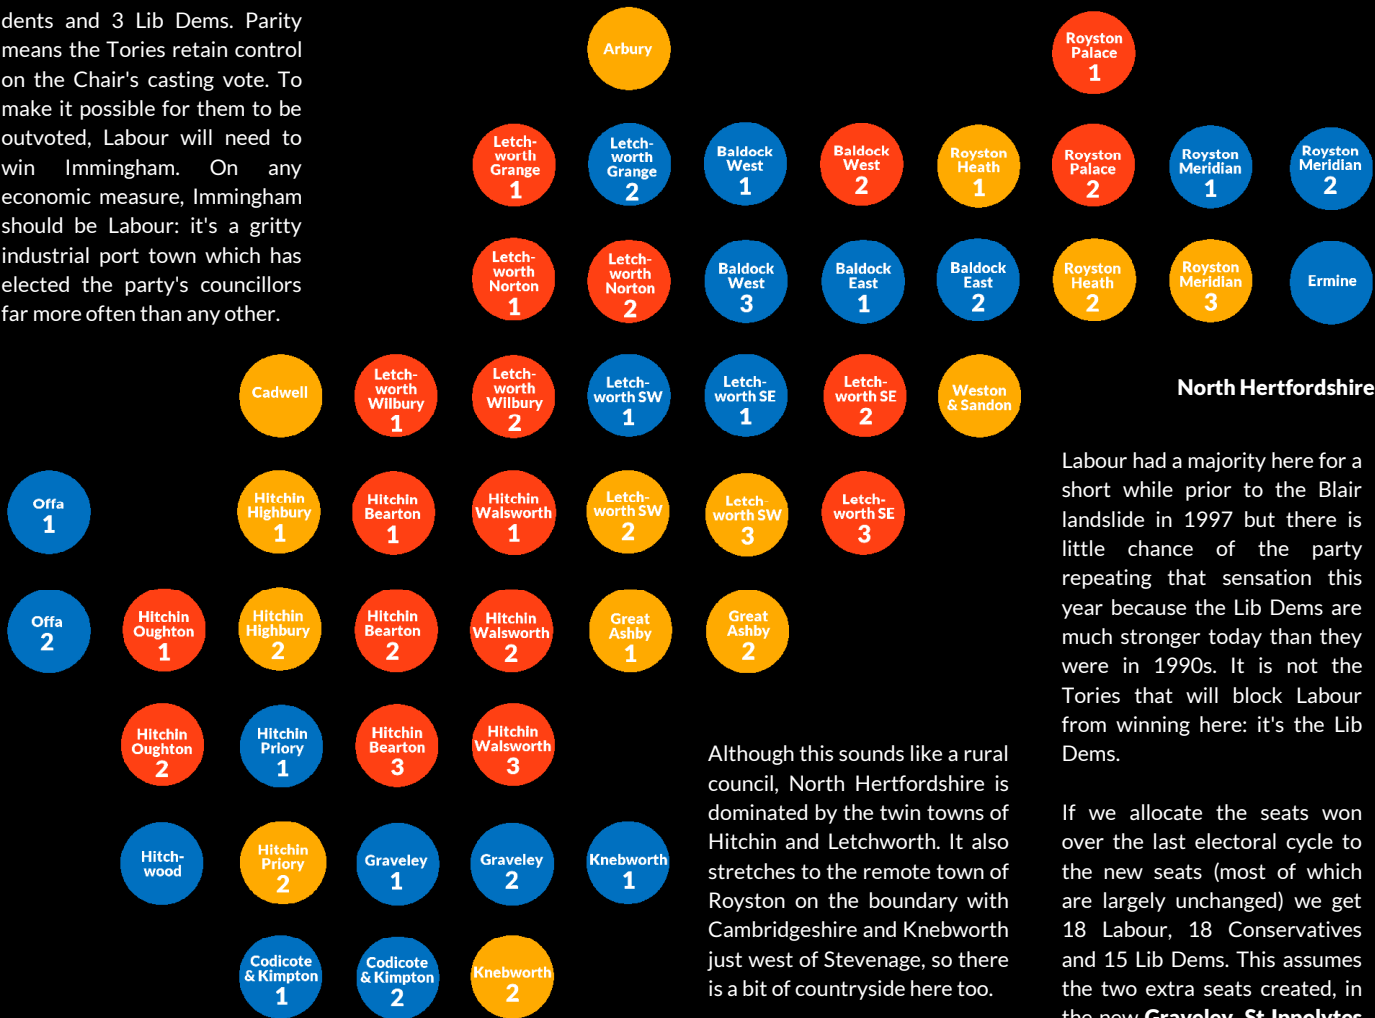 dents and 3 Lib Dems. Parity
means the Tories retain control
on the Chair's casting vote. To
make it possible for them to be
outvoted, Labour will need to
win Immingham. On any
economic measure, Immingham
should be Labour: it's a gritty
industrial port town which has
elected the party's councillors
far more often than any other.
Arbury
Royston
Palace
1
Letch-
worth
Grange
1
Letch-
worth
Grange
2
Baldock
West
1
Baldock
West
2
Royston
Heath
1
Royston
Palace
2
Royston
Meridian
1
Royston
Meridian
2
Letch-
worth
Norton
1
Letch-
worth
Norton
2
Baldock
West
3
Baldock
East
1
Baldock
East
2
Royston
Heath
2
Royston
Meridian
3
Ermine
Cadwell
Letch-
worth
Wilbury
1
Letch-
worth
Wilbury
2
Letch-
worth SW
1
Letch-
worth SE
1
Letch-
worth SE
2
Weston
& Sandon
Offa
1
Hitchin
Highbury
1
Hitchin
Bearton
1
Hitchin
Walsworth
1
Letch-
worth SW
2
Letch-
worth SW
3
Letch-
worth SE
3
Offa
2
Hitchin
Oughton
1
Hitchin
Highbury
2
Hitchin
Bearton
2
Hitchin
Walsworth
2
Great
Ashby
1
Great
Ashby
2
Hitchin
Oughton
2
Hitchin
Priory
1
Hitchin
Bearton
3
Hitchin
Walsworth
3
Hitch-
wood
Hitchin
Priory
2
Graveley
1
Graveley
2
Knebworth
1
Codicote
& Kimpton
1
Codicote
& Kimpton
2
Knebworth
2
Although this sounds like a rural
council, North Hertfordshire is
dominated by the twin towns of
Hitchin and Letchworth. It also
stretches to the remote town of
Royston on the boundary with
Cambridgeshire and Knebworth
just west of Stevenage, so there
is a bit of countryside here too.
North Hertfordshire
Labour had a majority here for a
short while prior to the Blair
landslide in 1997 but there is
little chance of the party
repeating that sensation this
year because the Lib Dems are
much stronger today than they
were in 1990s. It is not the
Tories that will block Labour
from winning here: it's the Lib
Dems.
If we allocate the seats won
over the last electoral cycle to
the new seats (most of which
are largely unchanged) we get
18 Labour, 18 Conservatives
and 15 Lib Dems. This assumes
the two extra seats created, in
the new Graveley, St Ippolytes